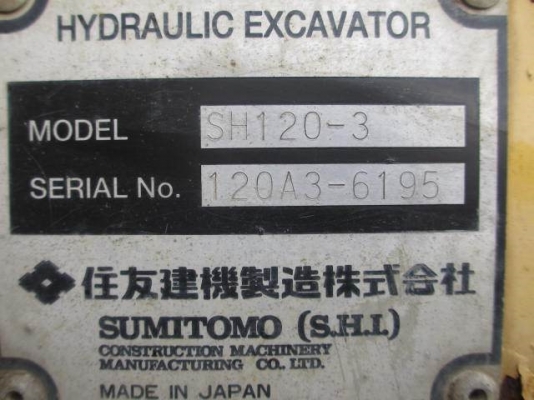 HYDRAULIC EXCAVATOR
MODEL SH120-3
SERIAL No. 120A3-6195
住友建機製造株式会社
SUMITOMO (S.H.I.)
CONSTRUCTION MACHINERY
MANUFACTURING CO., LTD.
MADE IN JAPAN